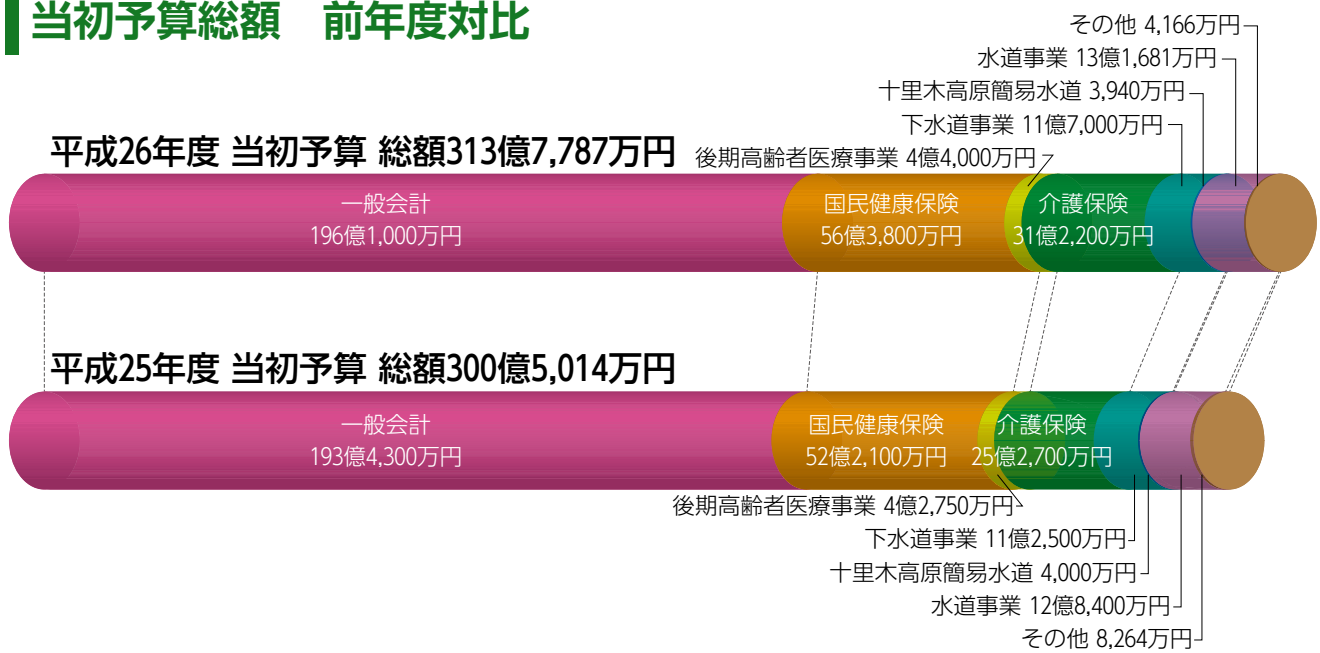 当初予算総額　前年度対比
その他 4,166万円
水道事業 13億1,681万円
十里木高原簡易水道 3,940万円
下水道事業 11億7,000万円
平成26年度 当初予算 総額313億7,787万円
後期高齢者医療事業 4億4,000万円
一般会計
196億1,000万円
国民健康保険
56億3,800万円
介護保険
31億2,200万円
平成25年度 当初予算 総額300億5,014万円
一般会計
193億4,300万円
国民健康保険
52億2,100万円
介護保険
25億2,700万円
後期高齢者医療事業 4億2,750万円
下水道事業 11億2,500万円
十里木高原簡易水道 4,000万円
水道事業 12億8,400万円
その他 8,264万円